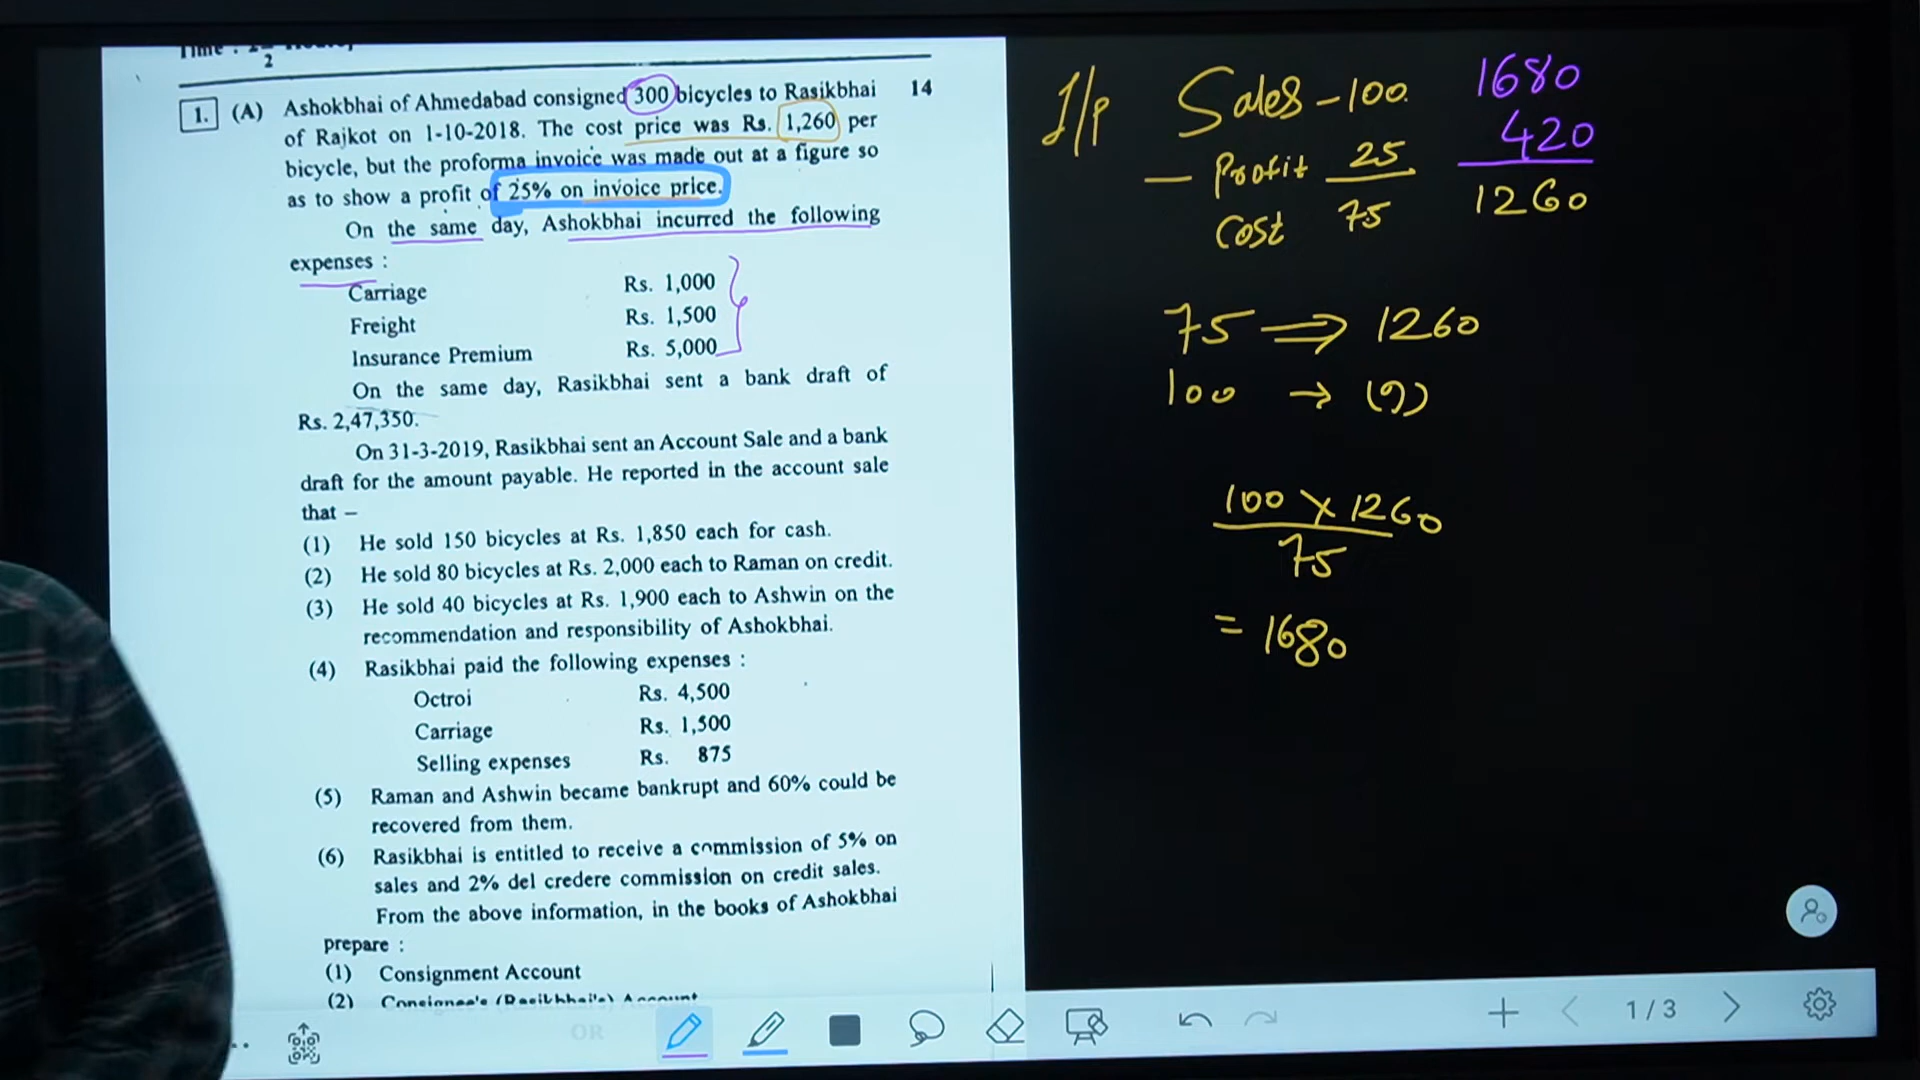 1. (A) Ashokbhai of Ahmedabad consigned 300 bicycles to Rasikbhai 14
of Rajkot on 1-10-2018. The cost price was Rs. 1,260 per
bicycle, but the proforma invoice was made out at a figure so
as to show a profit of 25% on invoice price.
On the same day, Ashokbhai incurred the following
expenses :
Carriage Rs. 1,000
Freight Rs. 1,500
Insurance Premium Rs. 5,000
On the same day, Rasikbhai sent a bank draft of
Rs. 2,47,350.
On 31-3-2019, Rasikbhai sent an Account Sale and a bank
draft for the amount payable. He reported in the account sale
that –
(1) He sold 150 bicycles at Rs. 1,850 each for cash.
(2) He sold 80 bicycles at Rs. 2,000 each to Raman on credit.
(3) He sold 40 bicycles at Rs. 1,900 each to Ashwin on the
recommendation and responsibility of Ashokbhai.
(4) Rasikbhai paid the following expenses :
Octroi Rs. 4,500
Carriage Rs. 1,500
Selling expenses Rs. 875
(5) Raman and Ashwin became bankrupt and 60% could be
recovered from them.
(6) Rasikbhai is entitled to receive a commission of 5% on
sales and 2% del credere commission on credit sales.
From the above information, in the books of Ashokbhai
prepare :
(1) Consignment Account
(2) Consignee's (Rasikbhai's) Account
OR
I/p Sales - 100. 1680
- Profit 25 420
Cost 75 1260
75 ⇒ 1260
100 → (?)
100 × 1260
75
= 1680
1 / 3